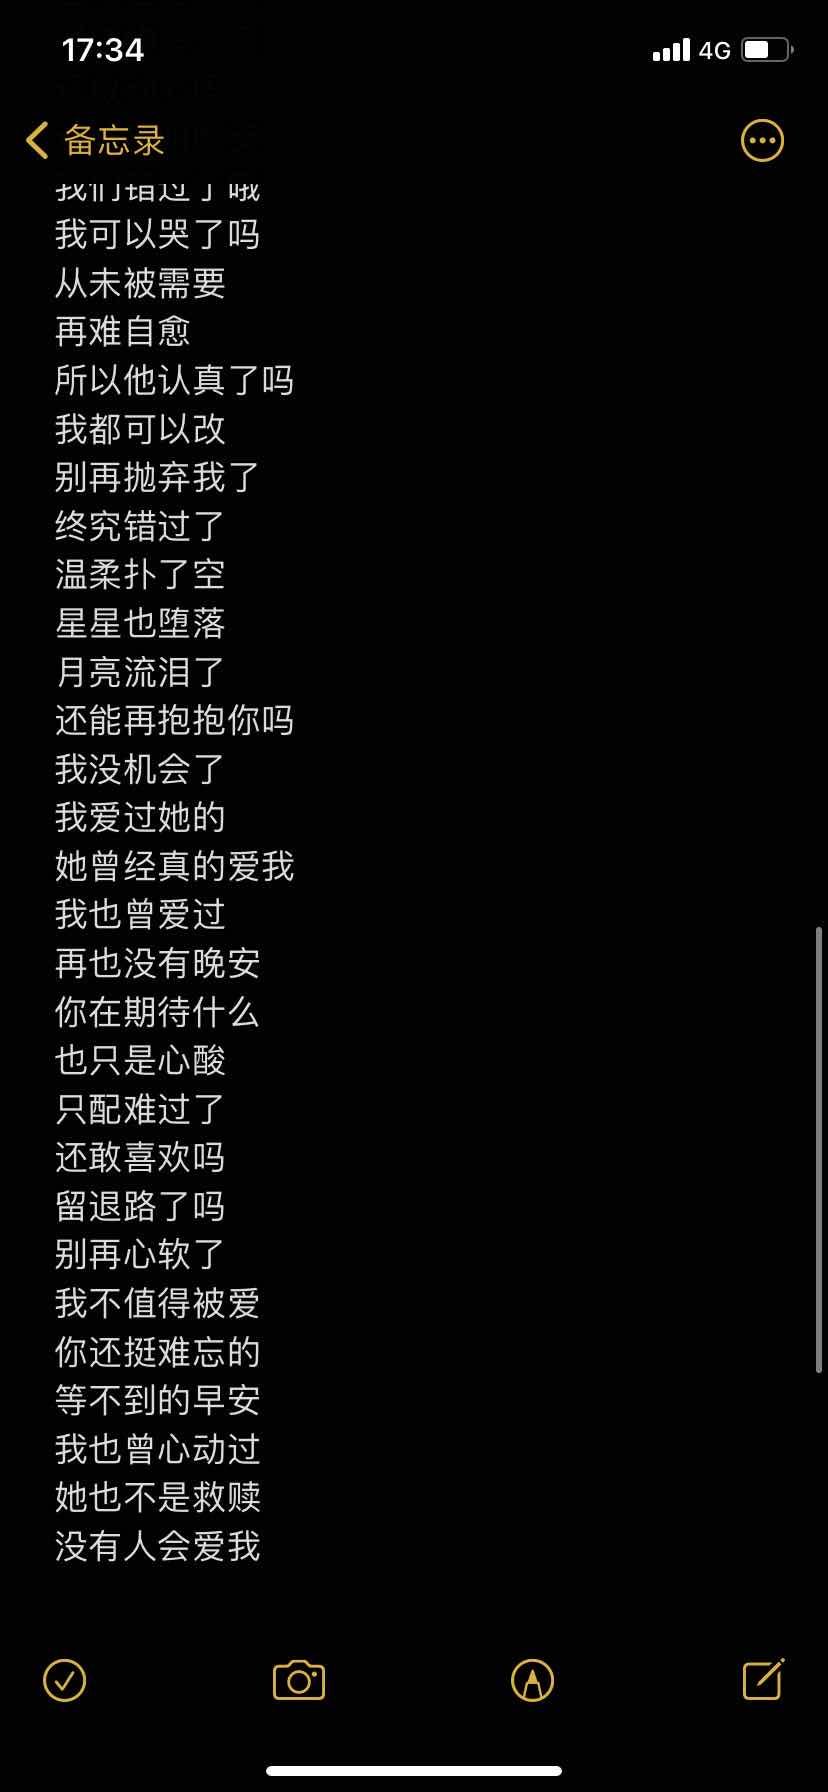 17:34
4G
备忘录
我们错过了哦
我可以哭了吗
从未被需要
再难自愈
所以他认真了吗
我都可以改
别再抛弃我了
终究错过了
温柔扑了空
星星也堕落
月亮流泪了
还能再抱抱你吗
我没机会了
我爱过她的
她曾经真的爱我
我也曾爱过
再也没有晚安
你在期待什么
也只是心酸
只配难过了
还敢喜欢吗
留退路了吗
别再心软了
我不值得被爱
你还挺难忘的
等不到的早安
我也曾心动过
她也不是救赎
没有人会爱我